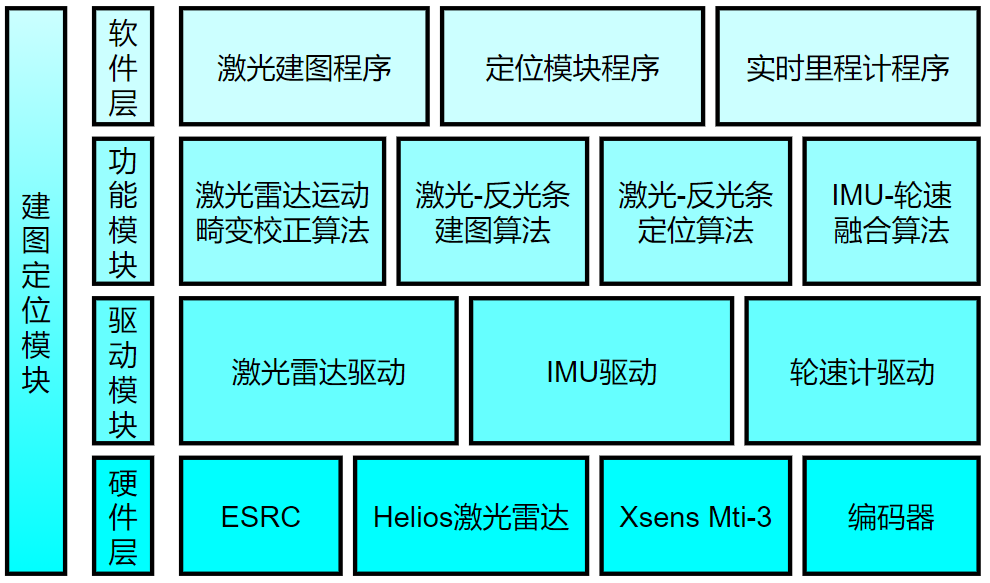 建图定位模块
软件层
激光建图程序
定位模块程序
实时里程计程序
功能模块
激光雷达运动
畸变校正算法
激光-反光条
建图算法
激光-反光条
定位算法
IMU-轮速
融合算法
驱动模块
激光雷达驱动
IMU驱动
轮速计驱动
硬件层
ESRC
Helios激光雷达
Xsens Mti-3
编码器